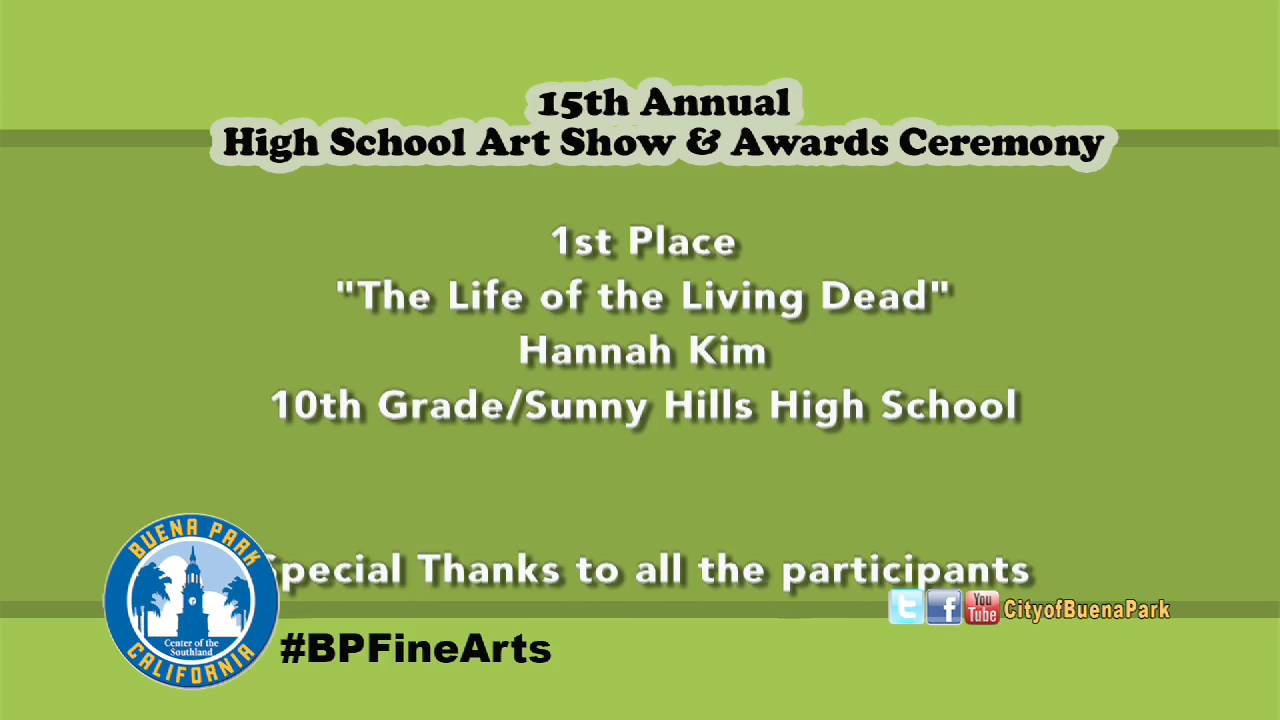 15th Annual
High School Art Show & Awards Ceremony
1st Place
"The Life of the Living Dead"
Hannah Kim
10th Grade/Sunny Hills High School
Special Thanks to all the participants
BUENA PARK
Center of the
Southland
CALIFORNIA
#BPFineArts
t f You
Tube CityofBuenaPark